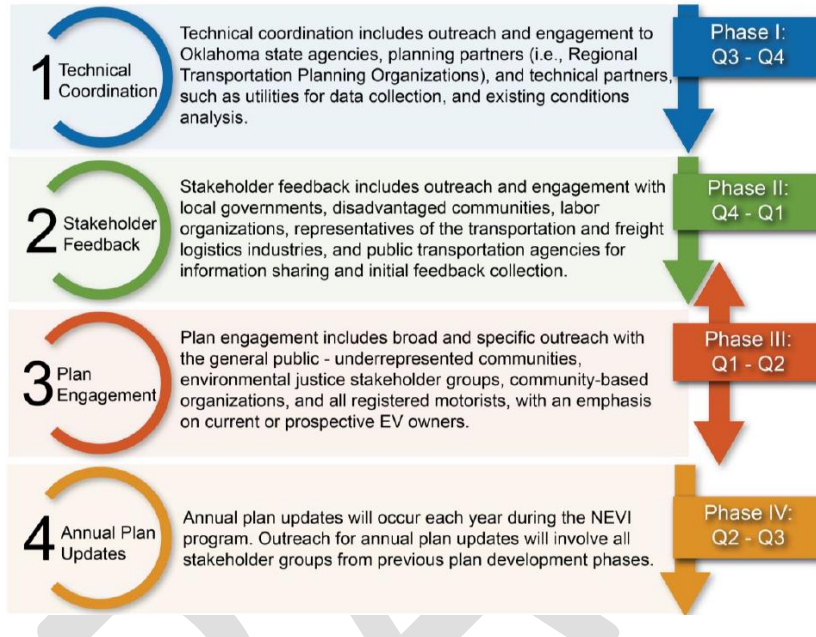 1
Technical
Coordination
Technical coordination includes outreach and engagement to
Oklahoma state agencies, planning partners (i.e., Regional
Transportation Planning Organizations), and technical partners,
such as utilities for data collection, and existing conditions
analysis.
Phase I:
Q3 - Q4
2
Stakeholder
Feedback
Stakeholder feedback includes outreach and engagement with
local governments, disadvantaged communities, labor
organizations, representatives of the transportation and freight
logistics industries, and public transportation agencies for
information sharing and initial feedback collection.
Phase II:
Q4 - Q1
3
Plan
Engagement
Plan engagement includes broad and specific outreach with
the general public - underrepresented communities,
environmental justice stakeholder groups, community-based
organizations, and all registered motorists, with an emphasis
on current or prospective EV owners.
Phase III:
Q1 - Q2
4
Annual Plan
Updates
Annual plan updates will occur each year during the NEVI
program. Outreach for annual plan updates will involve all
stakeholder groups from previous plan development phases.
Phase IV:
Q2 - Q3